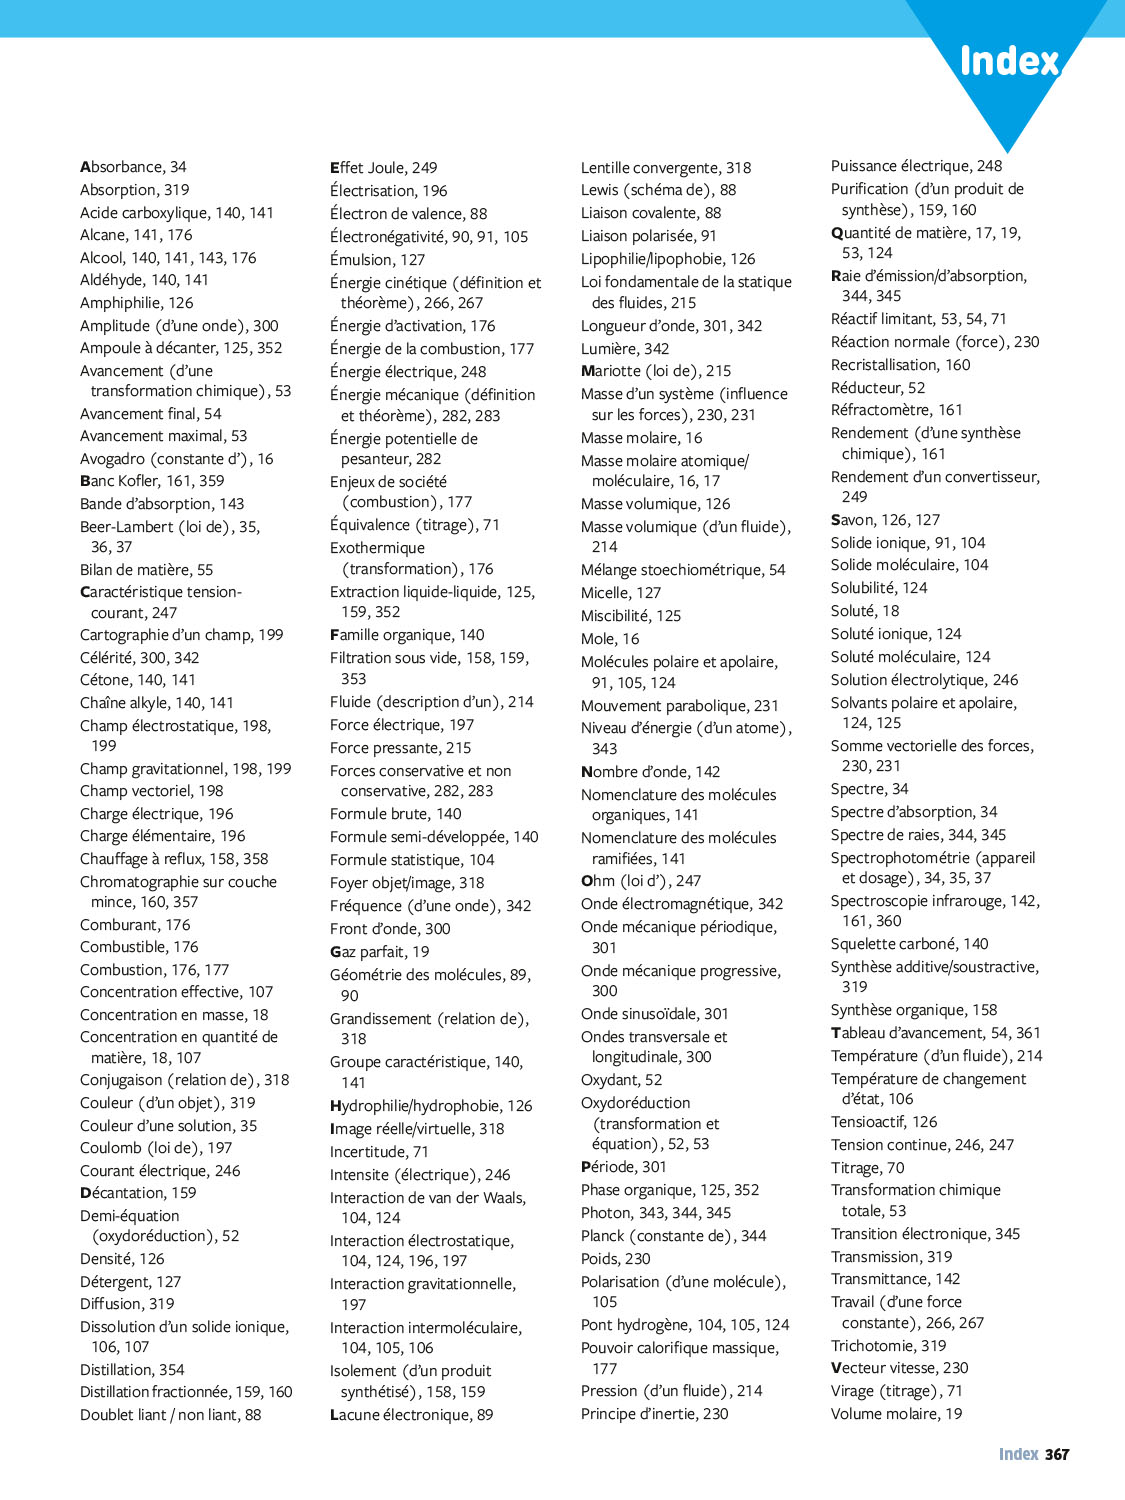 Index
Absorbance, 34
Absorption, 319
Acide carboxylique, 140, 141
Alcane, 141, 176
Alcool, 140, 141, 143, 176
Aldéhyde, 140, 141
Amphiphilie, 126
Amplitude (d'une onde), 300
Ampoule à décanter, 125, 352
Avancement (d'une
transformation chimique), 53
Avancement final, 54
Avancement maximal, 53
Avogadro (constante d'), 16
Banc Kofler, 161, 359
Bande d'absorption, 143
Beer-Lambert (loi de), 35,
36, 37
Bilan de matière, 55
Caractéristique tension-
courant, 247
Cartographie d'un champ, 199
Célérité, 300, 342
Cétone, 140, 141
Chaîne alkyle, 140, 141
Champ électrostatique, 198,
199
Champ gravitationnel, 198, 199
Champ vectoriel, 198
Charge électrique, 196
Charge élémentaire, 196
Chauffage à reflux, 158, 358
Chromatographie sur couche
mince, 160, 357
Comburant, 176
Combustible, 176
Combustion, 176, 177
Concentration effective, 107
Concentration en masse, 18
Concentration en quantité de
matière, 18, 107
Conjugaison (relation de), 318
Couleur (d'un objet), 319
Couleur d'une solution, 35
Coulomb (loi de), 197
Courant électrique, 246
Décantation, 159
Demi-équation
(oxydoréduction), 52
Densité, 126
Détergent, 127
Diffusion, 319
Dissolution d'un solide ionique,
106, 107
Distillation, 354
Distillation fractionnée, 159, 160
Doublet liant / non liant, 88
Effet Joule, 249
Électrisation, 196
Électron de valence, 88
Électronégativité, 90, 91, 105
Émulsion, 127
Énergie cinétique (définition et
théorème), 266, 267
Énergie d'activation, 176
Énergie de la combustion, 177
Énergie électrique, 248
Énergie mécanique (définition
et théorème), 282, 283
Énergie potentielle de
pesanteur, 282
Enjeux de société
(combustion), 177
Équivalence (titrage), 71
Exothermique
(transformation), 176
Extraction liquide-liquide, 125,
159, 352
Famille organique, 140
Filtration sous vide, 158, 159,
353
Fluide (description d'un), 214
Force électrique, 197
Force pressante, 215
Forces conservative et non
conservative, 282, 283
Formule brute, 140
Formule semi-développée, 140
Formule statistique, 104
Foyer objet/image, 318
Fréquence (d'une onde), 342
Front d'onde, 300
Gaz parfait, 19
Géométrie des molécules, 89,
90
Grandissement (relation de),
318
Groupe caractéristique, 140,
141
Hydrophilie/hydrophobie, 126
Image réelle/virtuelle, 318
Incertitude, 71
Intensite (électrique), 246
Interaction de van der Waals,
104, 124
Interaction électrostatique,
104, 124, 196, 197
Interaction gravitationnelle,
197
Interaction intermoléculaire,
104, 105, 106
Isolement (d'un produit
synthétisé), 158, 159
Lacune électronique, 89
Lentille convergente, 318
Lewis (schéma de), 88
Liaison covalente, 88
Liaison polarisée, 91
Lipophilie/lipophobie, 126
Loi fondamentale de la statique
des fluides, 215
Longueur d'onde, 301, 342
Lumière, 342
Mariotte (loi de), 215
Masse d'un système (influence
sur les forces), 230, 231
Masse molaire, 16
Masse molaire atomique/
moléculaire, 16, 17
Masse volumique, 126
Masse volumique (d'un fluide),
214
Mélange stoechiométrique, 54
Micelle, 127
Miscibilité, 125
Mole, 16
Molécules polaire et apolaire,
91, 105, 124
Mouvement parabolique, 231
Niveau d'énergie (d'un atome),
343
Nombre d'onde, 142
Nomenclature des molécules
organiques, 141
Nomenclature des molécules
ramifiées, 141
Ohm (loi d'), 247
Onde électromagnétique, 342
Onde mécanique périodique,
301
Onde mécanique progressive,
300
Onde sinusoïdale, 301
Ondes transversale et
longitudinale, 300
Oxydant, 52
Oxydoréduction
(transformation et
équation), 52, 53
Période, 301
Phase organique, 125, 352
Photon, 343, 344, 345
Planck (constante de), 344
Poids, 230
Polarisation (d'une molécule),
105
Pont hydrogène, 104, 105, 124
Pouvoir calorifique massique,
177
Pression (d'un fluide), 214
Principe d'inertie, 230
Puissance électrique, 248
Purification (d'un produit de
synthèse), 159, 160
Quantité de matière, 17, 19,
53, 124
Raie d'émission/d'absorption,
344, 345
Réactif limitant, 53, 54, 71
Réaction normale (force), 230
Recristallisation, 160
Réducteur, 52
Réfractomètre, 161
Rendement (d'une synthèse
chimique), 161
Rendement d'un convertisseur,
249
Savon, 126, 127
Solide ionique, 91, 104
Solide moléculaire, 104
Solubilité, 124
Soluté, 18
Soluté ionique, 124
Soluté moléculaire, 124
Solution électrolytique, 246
Solvants polaire et apolaire,
124, 125
Somme vectorielle des forces,
230, 231
Spectre, 34
Spectre d'absorption, 34
Spectre de raies, 344, 345
Spectrophotométrie (appareil
et dosage), 34, 35, 37
Spectroscopie infrarouge, 142,
161, 360
Squelette carboné, 140
Synthèse additive/soustractive,
319
Synthèse organique, 158
Tableau d'avancement, 54, 361
Température (d'un fluide), 214
Température de changement
d'état, 106
Tensioactif, 126
Tension continue, 246, 247
Titrage, 70
Transformation chimique
totale, 53
Transition électronique, 345
Transmission, 319
Transmittance, 142
Travail (d'une force
constante), 266, 267
Trichotomie, 319
Vecteur vitesse, 230
Virage (titrage), 71
Volume molaire, 19
Index 367